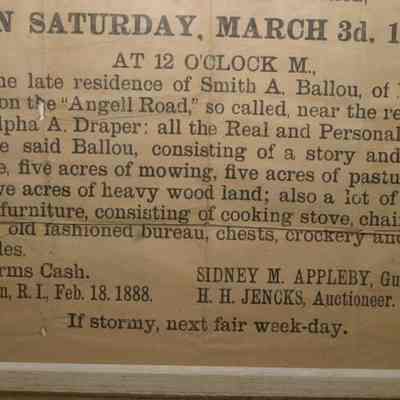 N SATURDAY, MARCH 3d, 1
AT 12 O'CLOCK M.,
he late residence of Smith A. Ballou, of
on the "Angell Road," so called, near the re
lpha A. Draper: all the Real and Personal
e said Ballou, consisting of a story and
e, five acres of mowing, five acres of pastu
ve acres of heavy wood land; also a lot of
furniture, consisting of cooking stove, chai
old fashioned bureau, chests, crockery and
les.
rms Cash. SIDNEY M. APPLEBY, Gu
n, R. I., Feb. 18. 1888. H. H. JENCKS, Auctioneer.
If stormy, next fair week-day.